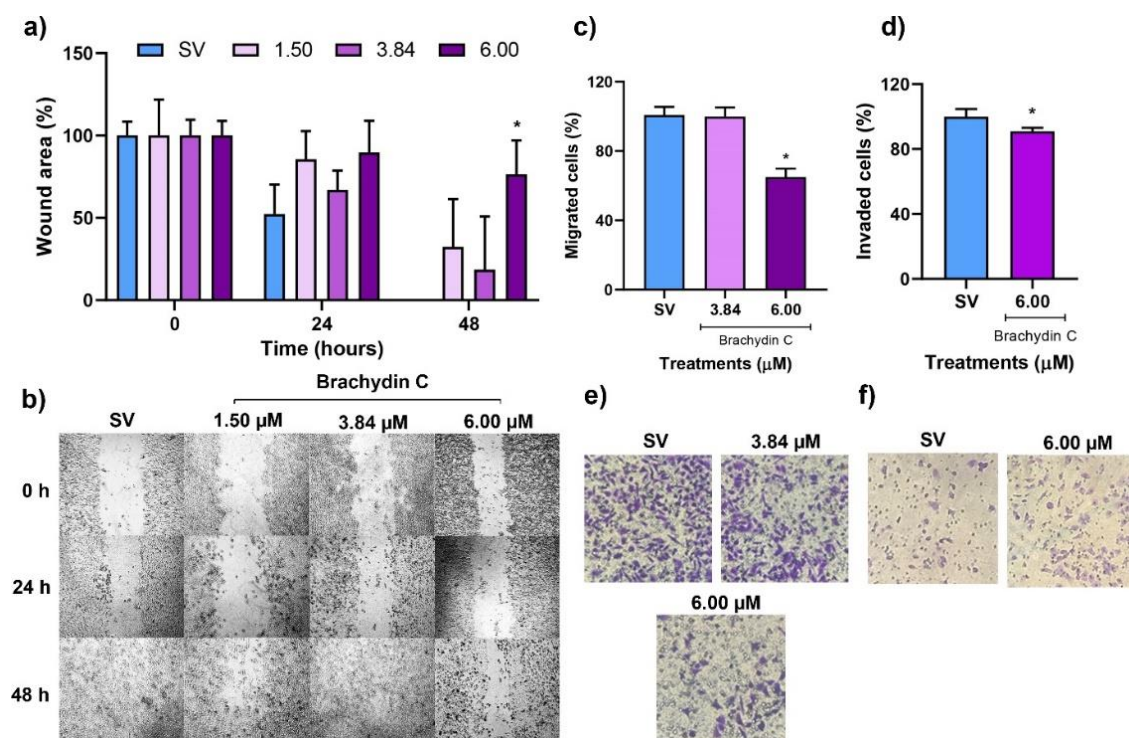 a)
SV 1.50 3.84 6.00
Wound area (%)
150
100
50
0
*
0 24 48
Time (hours)
c)
Migrated cells (%)
120
80
40
0
*
SV 3.84 6.00
Brachydin C
Treatments (μM)
d)
Invaded cells (%)
120
80
40
0
*
SV 6.00
Brachydin C
Treatments (μM)
b)
Brachydin C
SV 1.50 μM 3.84 μM 6.00 μM
0 h
24 h
48 h
e)
SV 3.84 μM
6.00 μM
f)
SV 6.00 μM